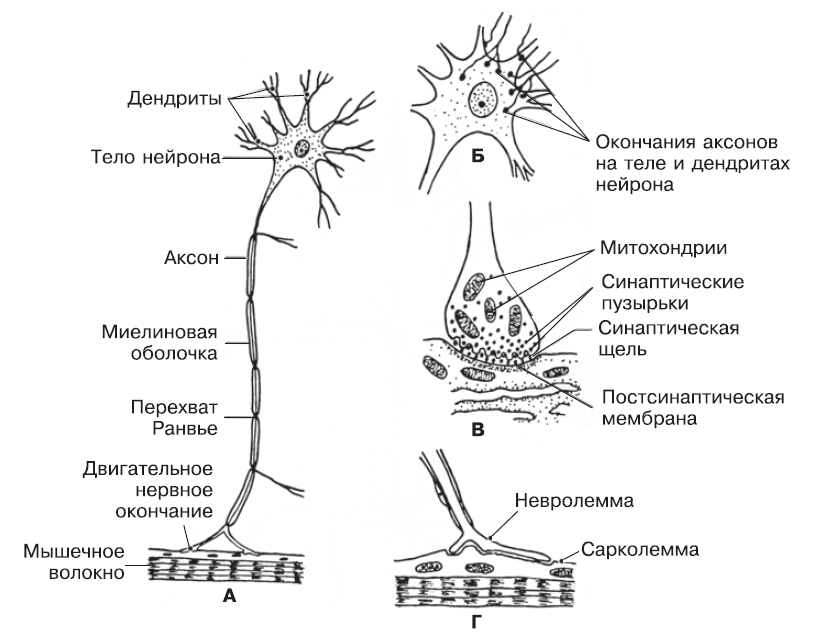 Дендриты
Тело нейрона
Аксон
Миелиновая
оболочка
Перехват
Ранвье
Двигательное
нервное
окончание
Мышечное
волокно
А
Б
Окончания аксонов
на теле и дендритах
нейрона
Митохондрии
Синаптические
пузырьки
Синаптическая
щель
Постсинаптическая
мембрана
В
Невролемма
Сарколемма
Г